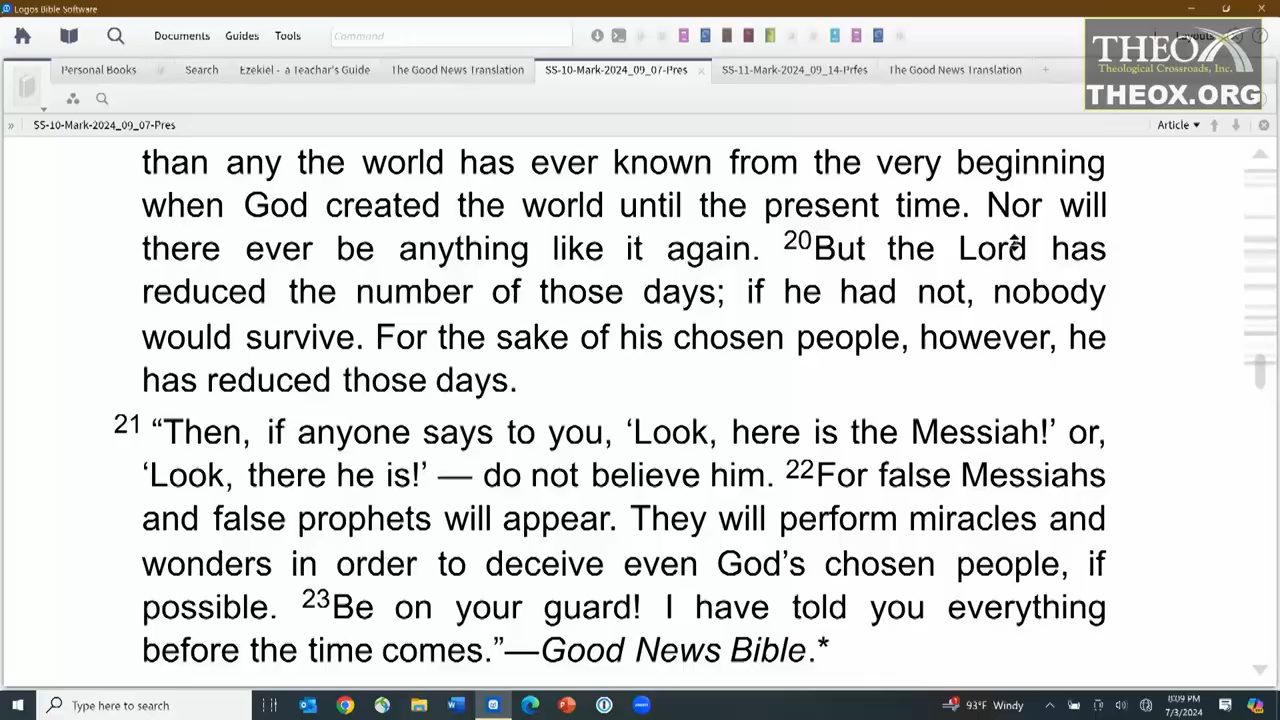 Logos Bible Software
Documents Guides Tools Command
THEOX
Theological Crossroads, Inc.
THEOX.ORG
Personal Books Search Ezekiel - a Teacher's Guide SS-10-Mark-2024_09_07-Pres SS-11-Mark-2024_09_14-Prfes The Good News Translation +
SS-10-Mark-2024_09_07-Pres Article
than any the world has ever known from the very beginning
when God created the world until the present time. Nor will
there ever be anything like it again. 20But the Lord has
reduced the number of those days; if he had not, nobody
would survive. For the sake of his chosen people, however, he
has reduced those days.
21 “Then, if anyone says to you, ‘Look, here is the Messiah!’ or,
‘Look, there he is!’ — do not believe him. 22For false Messiahs
and false prophets will appear. They will perform miracles and
wonders in order to deceive even God’s chosen people, if
possible. 23Be on your guard! I have told you everything
before the time comes.”—Good News Bible.*
Type here to search 93°F Windy 8:09 PM
7/3/2024